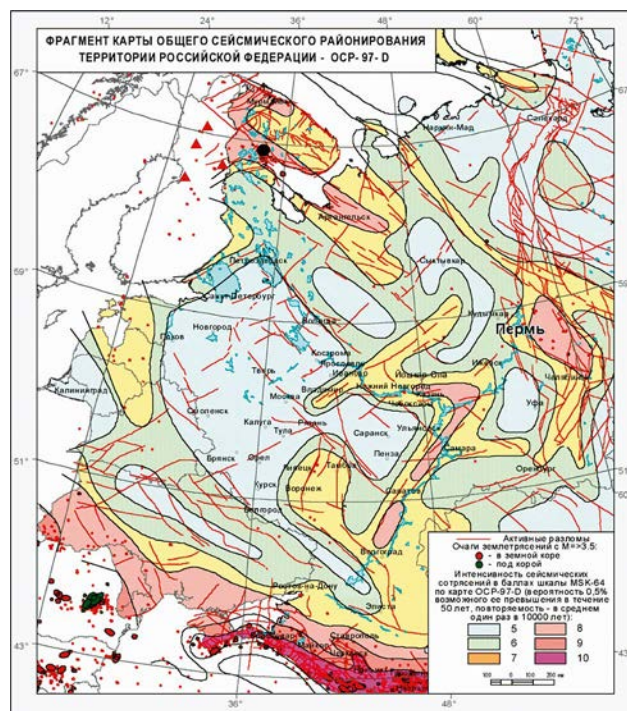 12° 24° 36° 48° 60° 72°
ФРАГМЕНТ КАРТЫ ОБЩЕГО СЕЙСМИЧЕСКОГО РАЙОНИРОВАНИЯ
ТЕРРИТОРИИ РОССИЙСКОЙ ФЕДЕРАЦИИ - ОСР- 97- D
67°
Нарьян-Мад
Салехард
Архангельск
59°
Петрозаводск
Санкт-Петербург
Сыктывкар
Новгород
Вологда
Кудымкар
Пермь
Псков
Кострома
Ярославль
Иваново
Тверь
Йошкар-Ола
Ижевск
Челябинск
Калининград
Москва
Владимир
Нижний Новгород
Казань
Чебоксары
Уфа
Смоленск
Калуга
Рязань
Тула
Саранск
Ульяновск
Пенза
Самара
51°
Брянск
Орел
Липецк
Тамбов
Оренбург
Курск
Воронеж
Саратов
Белгород
Волгоград
Ростов-на-Дону
Элиста
43°
Ставрополь
36°
48°
Активные разломы
Очаги землетрясений с М=>3.5:
- в земной коре
- под корой
Интенсивность сейсмических
сотрясений в баллах шкалы MSK-64
по карте ОСР-97-D (вероятность 0,5%
возможного ее превышения в течение
50 лет, повторяемость - в среднем
один раз в 10000 лет):
5 8
6 9
7 10